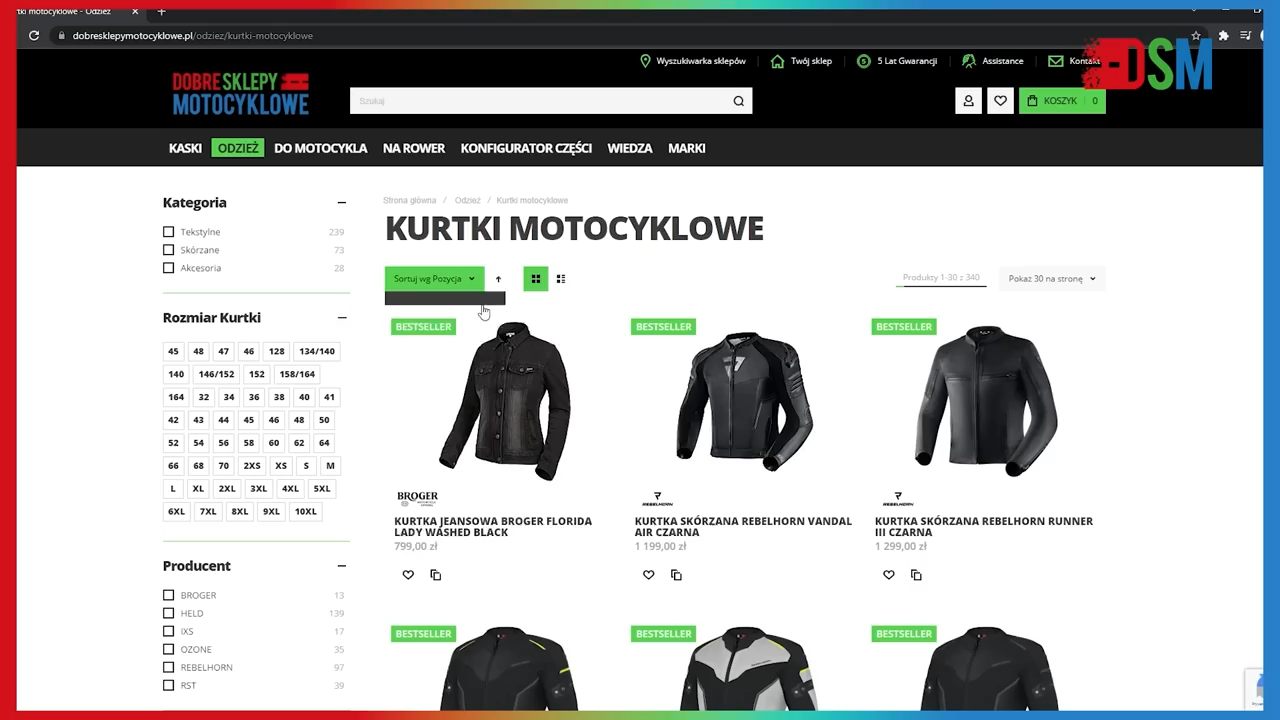 tki motocyklowe - Odzież
dobresklepymotocyklowe.pl/odziez/kurtki-motocyklowe
Wyszukiwarka sklepów
Twój sklep
5 Lat Gwarancji
Assistance
Kontakt
DSM
DOBRE SKLEPY
MOTOCYKLOWE
Szukaj
KOSZYK 0
KASKI ODZIEŻ DO MOTOCYKLA NA ROWER KONFIGURATOR CZĘŚCI WIEDZA MARKI
Kategoria
Tekstylne 239
Skórzane 73
Akcesoria 28
Rozmiar Kurtki
45 48 47 46 128 134/140
140 146/152 152 158/164
164 32 34 36 38 40 41
42 43 44 45 46 48 50
52 54 56 58 60 62 64
66 68 70 2XS XS S M
L XL 2XL 3XL 4XL 5XL
6XL 7XL 8XL 9XL 10XL
Producent
BROGER 13
HELD 139
IXS 17
OZONE 35
REBELHORN 97
RST 39
Strona główna / Odzież / Kurtki motocyklowe
KURTKI MOTOCYKLOWE
Sortuj wg Pozycja
Produkty 1-30 z 340
Pokaż 30 na stronę
BESTSELLER
BROGER
KURTKA JEANSOWA BROGER FLORIDA
LADY WASHED BLACK
799,00 zł
BESTSELLER
REBELHORN
KURTKA SKÓRZANA REBELHORN VANDAL
AIR CZARNA
1 199,00 zł
BESTSELLER
REBELHORN
KURTKA SKÓRZANA REBELHORN RUNNER
III CZARNA
1 299,00 zł
BESTSELLER
BESTSELLER
BESTSELLER